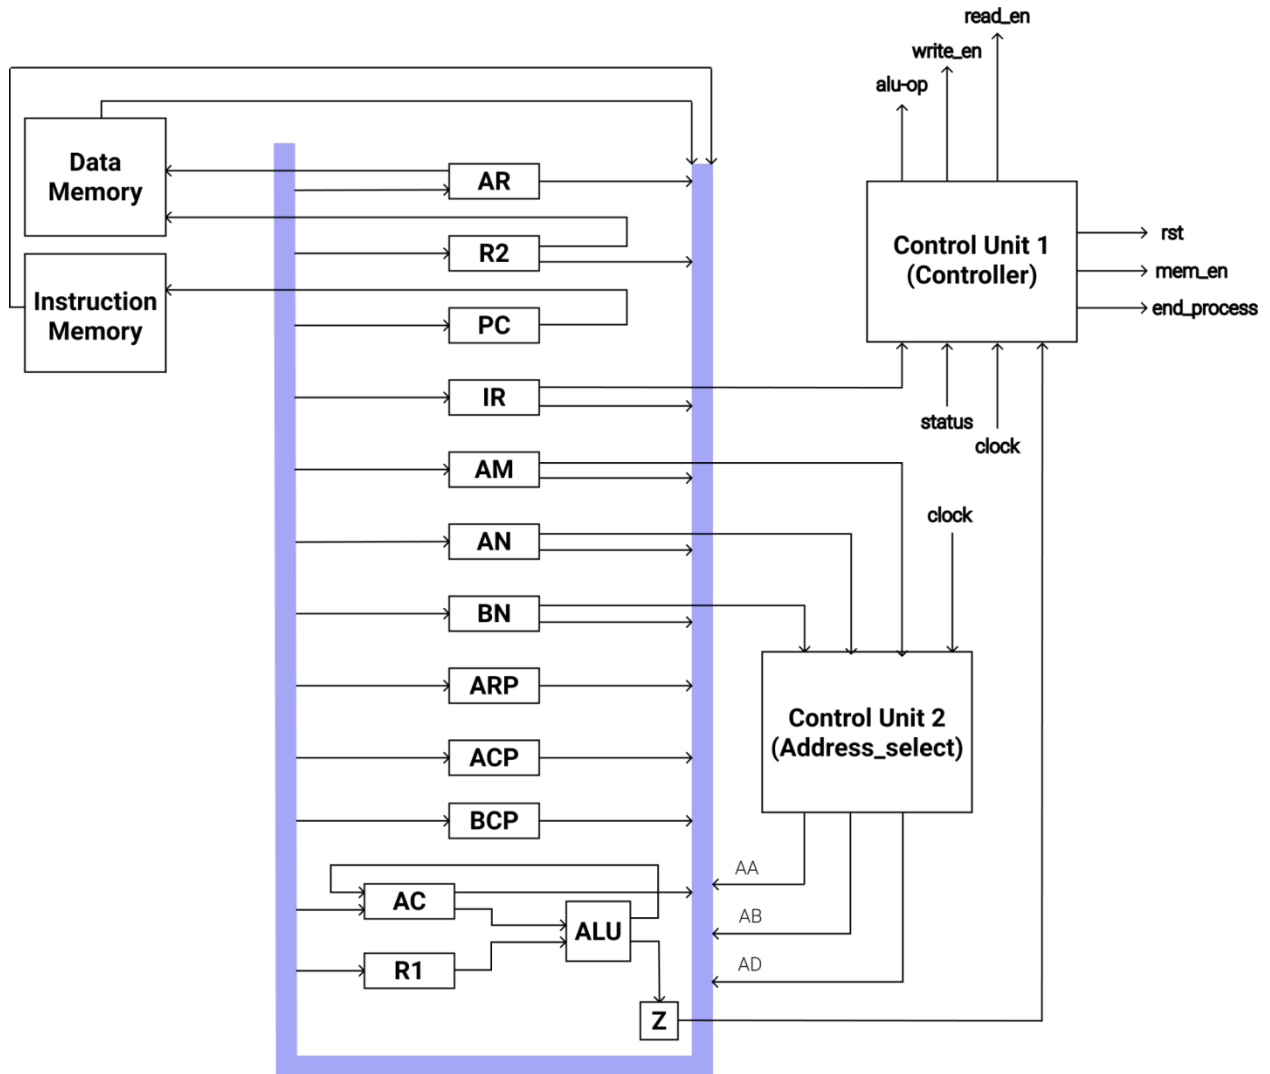 read_en
write_en
alu-op
Data
Memory
AR
R2
Control Unit 1
(Controller)
rst
mem_en
end_process
Instruction
Memory
PC
IR
status
clock
AM
clock
AN
BN
ARP
Control Unit 2
(Address_select)
ACP
BCP
AA
AC
AB
ALU
R1
AD
Z